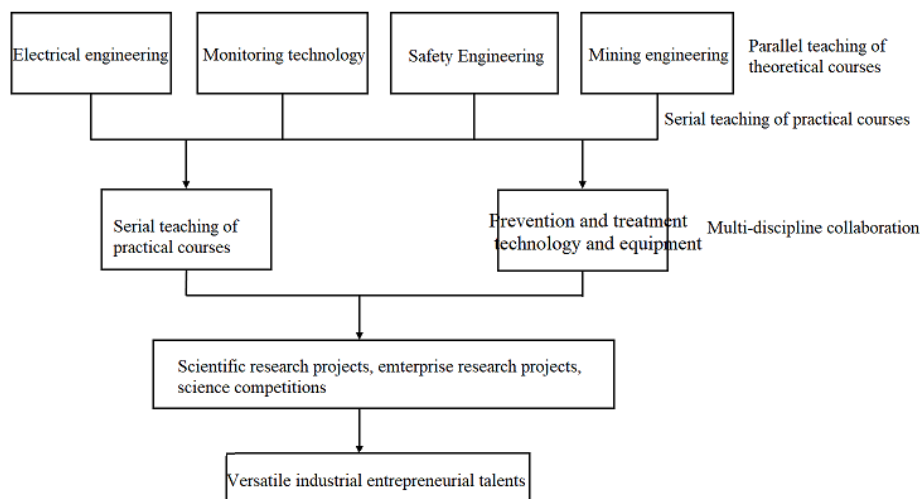 Electrical engineering
Monitoring technology
Safety Engineering
Mining engineering
Parallel teaching of
theoretical courses
Serial teaching of practical courses
Serial teaching of
practical courses
Prevention and treatment
technology and equipment
Multi-discipline collaboration
Scientific research projects, emterprise research projects,
science competitions
Versatile industrial entrepreneurial talents